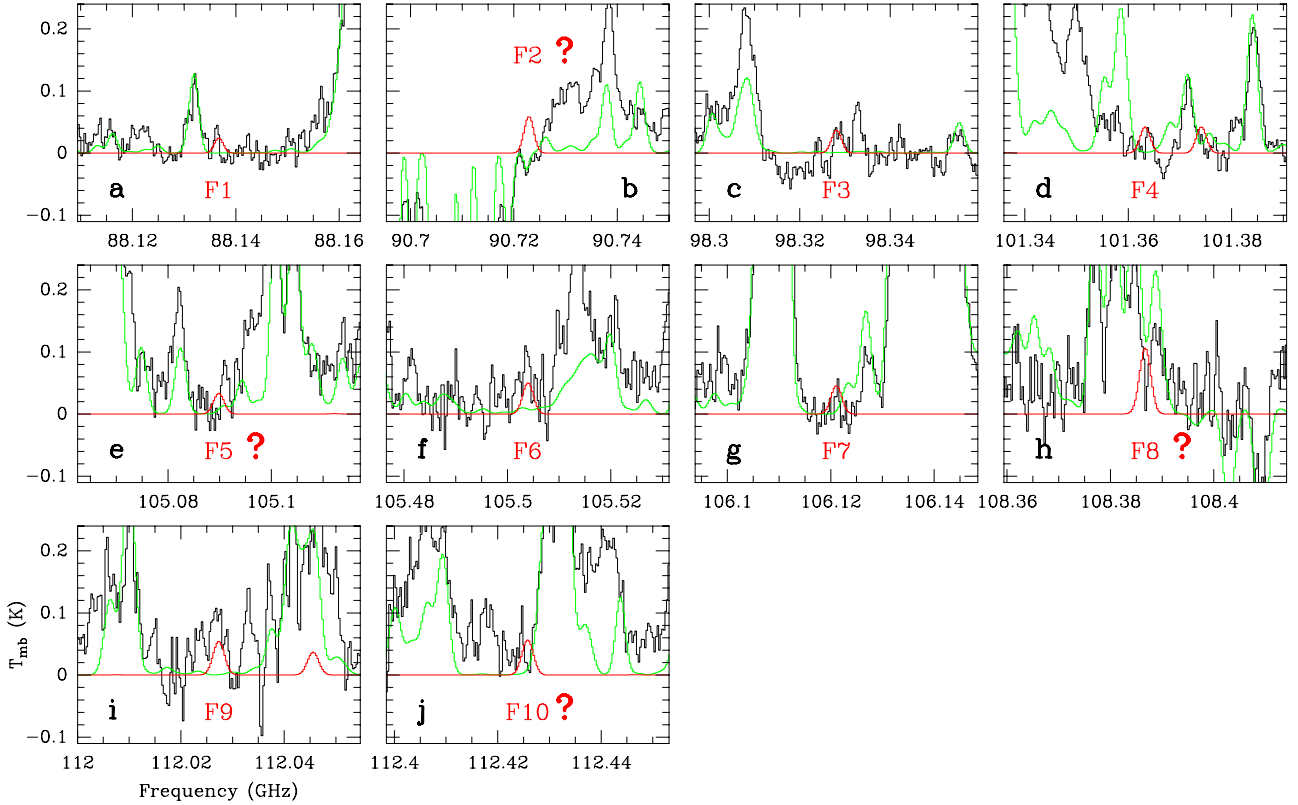 0.2
0.1
0
−0.1
a
F1
88.12 88.14 88.16
F2 ?
b
90.7 90.72 90.74
c
F3
98.3 98.32 98.34
d
F4
101.34 101.36 101.38
0.2
0.1
0
−0.1
e
F5 ?
105.08 105.1
f
F6
105.48 105.5 105.52
g
F7
106.1 106.12 106.14
h
F8 ?
108.36 108.38 108.4
0.2
0.1
0
−0.1
T_mb (K)
i
F9
112 112.02 112.04
j
F10 ?
112.4 112.42 112.44
Frequency (GHz)